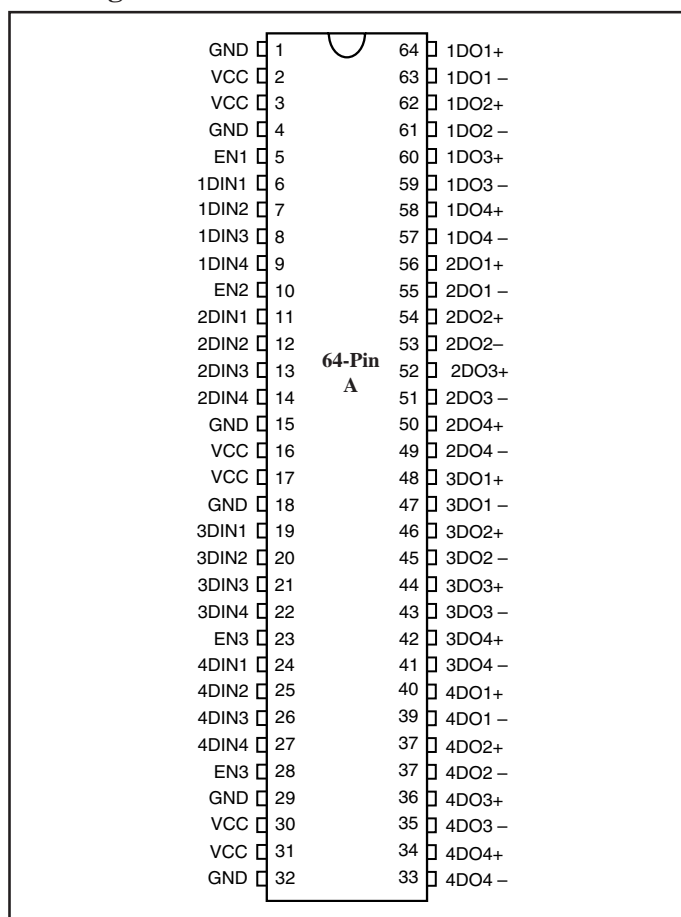 GND 1 64 1DO1+
VCC 2 63 1DO1 –
VCC 3 62 1DO2+
GND 4 61 1DO2 –
EN1 5 60 1DO3+
1DIN1 6 59 1DO3 –
1DIN2 7 58 1DO4+
1DIN3 8 57 1DO4 –
1DIN4 9 56 2DO1+
EN2 10 55 2DO1 –
2DIN1 11 54 2DO2+
2DIN2 12 53 2DO2–
2DIN3 13 64-Pin 52 2DO3+
2DIN4 14 A 51 2DO3 –
GND 15 50 2DO4+
VCC 16 49 2DO4 –
VCC 17 48 3DO1+
GND 18 47 3DO1 –
3DIN1 19 46 3DO2+
3DIN2 20 45 3DO2 –
3DIN3 21 44 3DO3+
3DIN4 22 43 3DO3 –
EN3 23 42 3DO4+
4DIN1 24 41 3DO4 –
4DIN2 25 40 4DO1+
4DIN3 26 39 4DO1 –
4DIN4 27 37 4DO2+
EN3 28 37 4DO2 –
GND 29 36 4DO3+
VCC 30 35 4DO3 –
VCC 31 34 4DO4+
GND 32 33 4DO4 –